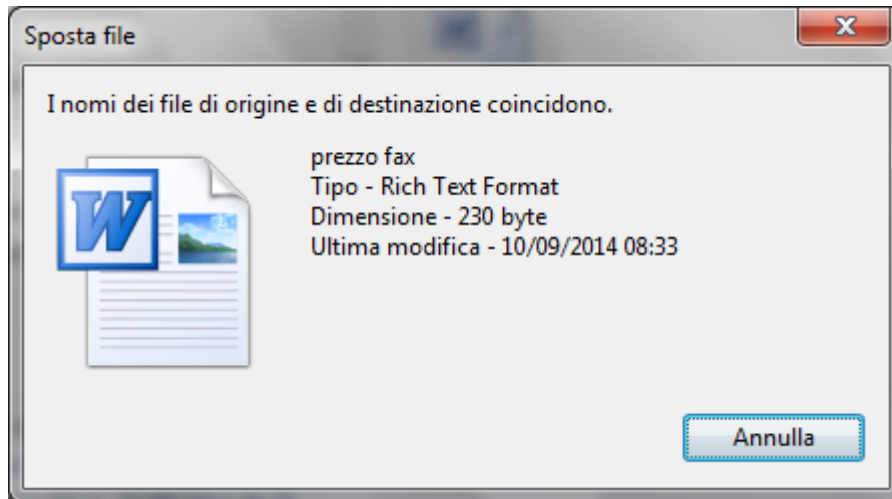 Sposta file
I nomi dei file di origine e di destinazione coincidono.
prezzo fax
Tipo - Rich Text Format
Dimensione - 230 byte
Ultima modifica - 10/09/2014 08:33
W
Annulla